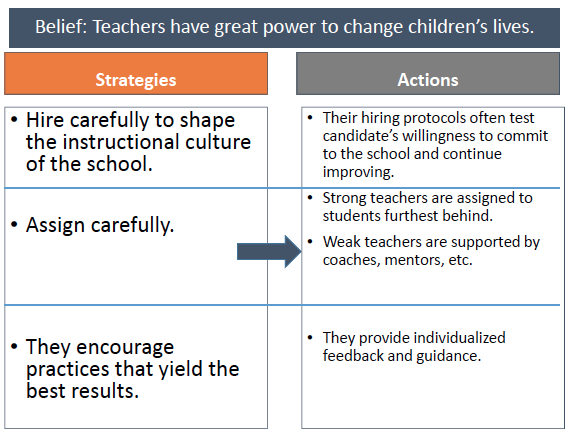 Belief: Teachers have great power to change children’s lives.
Strategies
Actions
• Hire carefully to shape
the instructional culture
of the school.
• Their hiring protocols often test
candidate’s willingness to commit
to the school and continue
improving.
• Assign carefully.
• Strong teachers are assigned to
students furthest behind.
• Weak teachers are supported by
coaches, mentors, etc.
• They encourage
practices that yield the
best results.
• They provide individualized
feedback and guidance.